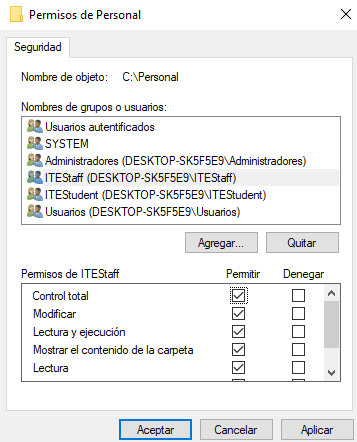 Permisos de Personal
Seguridad
Nombre de objeto: C:\Personal
Nombres de grupos o usuarios:
Usuarios autentificados
SYSTEM
Administradores (DESKTOP-SK5F5E9\Administradores)
ITEStaff (DESKTOP-SK5F5E9\ITEStaff)
ITEStudent (DESKTOP-SK5F5E9\ITEStudent)
Usuarios (DESKTOP-SK5F5E9\Usuarios)
Agregar... Quitar
Permisos de ITEStaff Permitir Denegar
Control total
Modificar
Lectura y ejecución
Mostrar el contenido de la carpeta
Lectura
Aceptar Cancelar Aplicar